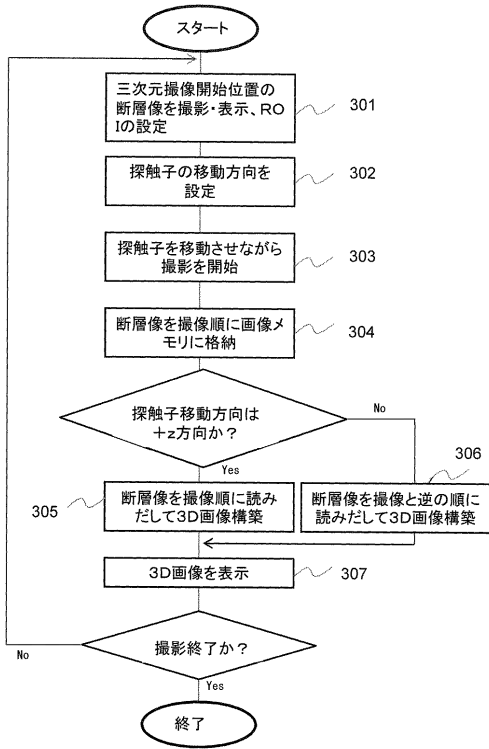 スタート
三次元撮像開始位置の
断層像を撮影・表示、RO
Iの設定
301
探触子の移動方向を
設定
302
探触子を移動させながら
撮影を開始
303
断層像を撮像順に画像メ
モリに格納
304
探触子移動方向は
+z方向か?
No
Yes
306
305
断層像を撮像順に読み
だして3D画像構築
断層像を撮像と逆の順に
読みだして3D画像構築
3D画像を表示
307
撮影終了か?
No
Yes
終了